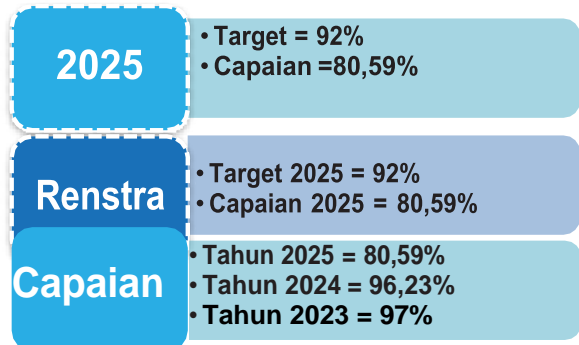 2025
• Target = 92%
• Capaian =80,59%
Renstra
• Target 2025 = 92%
• Capaian 2025 = 80,59%
Capaian
• Tahun 2025 = 80,59%
• Tahun 2024 = 96,23%
• Tahun 2023 = 97%